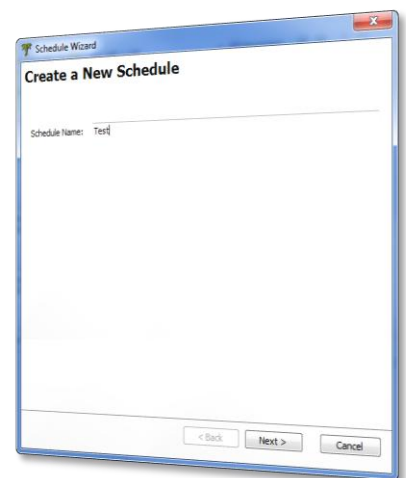 Schedule Wizard
Create a New Schedule
Schedule Name: Test
< Back Next > Cancel